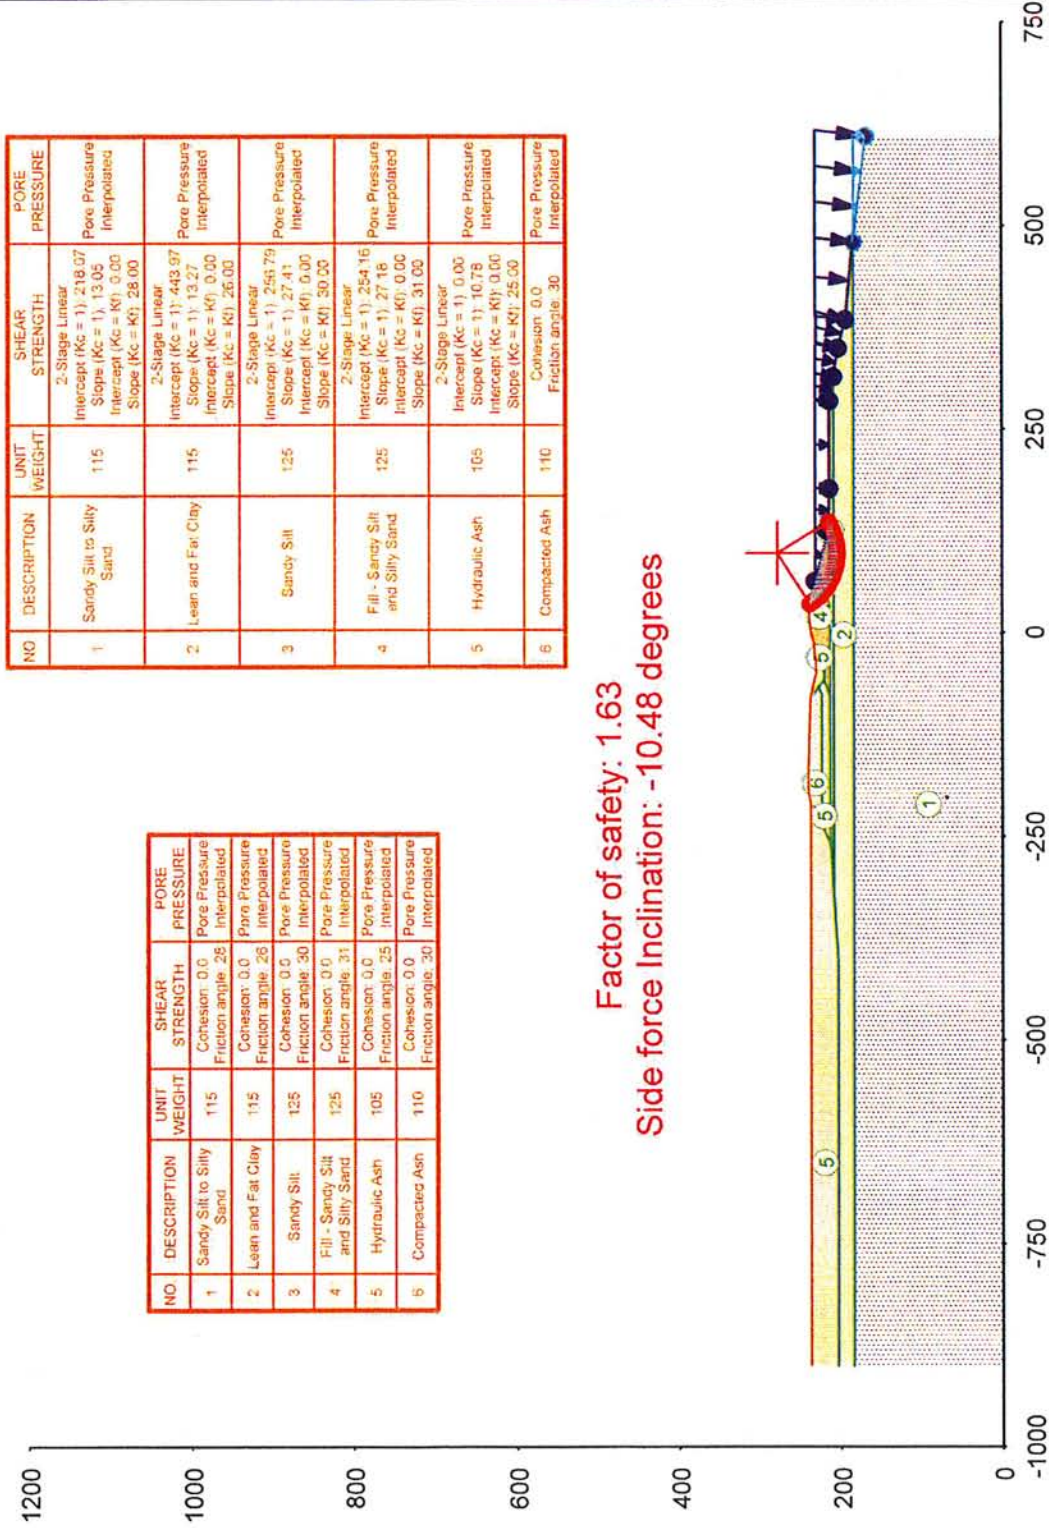 NO. DESCRIPTION UNIT WEIGHT SHEAR STRENGTH PORE PRESSURE
1 Sandy Silt to Silty Sand 115 Cohesion: 0.0 Friction angle: 28 Pore Pressure Interpolated
2 Lean and Fat Clay 115 Cohesion: 0.0 Friction angle: 26 Pore Pressure Interpolated
3 Sandy Silt 125 Cohesion: 0.0 Friction angle: 30 Pore Pressure Interpolated
4 Fill - Sandy Silt and Silty Sand 125 Cohesion: 0.0 Friction angle: 31 Pore Pressure Interpolated
5 Hydraulic Ash 105 Cohesion: 0.0 Friction angle: 25 Pore Pressure Interpolated
6 Compacted Ash 110 Cohesion: 0.0 Friction angle: 30 Pore Pressure Interpolated
NO DESCRIPTION UNIT WEIGHT SHEAR STRENGTH PORE PRESSURE
1 Sandy Silt to Silty Sand 115 2-Stage Linear Pore Pressure Interpolated
Intercept (Kc = 1): 218.07
Slope (Kc = 1): 13.05
Intercept (Kc = Kf): 0.00
Slope (Kc = Kf): 28.00
2 Lean and Fat Clay 115 2-Stage Linear Pore Pressure Interpolated
Intercept (Kc = 1): 443.97
Slope (Kc = 1): 13.27
Intercept (Kc = Kf): 0.00
Slope (Kc = Kf): 26.00
3 Sandy Silt 125 2-Stage Linear Pore Pressure Interpolated
Intercept (Kc = 1): 256.79
Slope (Kc = 1): 27.41
Intercept (Kc = Kf): 0.00
Slope (Kc = Kf): 30.00
4 Fill - Sandy Silt and Silty Sand 125 2-Stage Linear Pore Pressure Interpolated
Intercept (Kc = 1): 254.16
Slope (Kc = 1): 27.18
Intercept (Kc = Kf): 0.00
Slope (Kc = Kf): 31.00
5 Hydraulic Ash 105 2-Stage Linear Pore Pressure Interpolated
Intercept (Kc = 1): 0.00
Slope (Kc = 1): 10.78
Intercept (Kc = Kf): 0.00
Slope (Kc = Kf): 25.00
6 Compacted Ash 110 Cohesion: 0.0 Friction angle: 30 Pore Pressure Interpolated
Factor of safety: 1.63
Side force Inclination: -10.48 degrees
1200
1000
800
600
400
200
0
5
5
6
5
4
2
1
-1000 -750 -500 -250 0 250 500 750